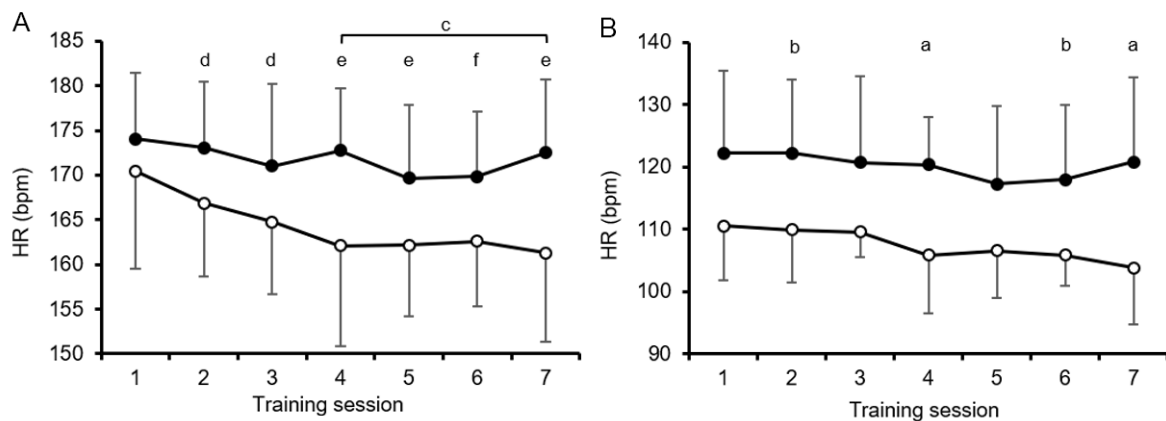 A
185
180
175
170
165
160
155
150
HR (bpm)
c
d d e e f e
1 2 3 4 5 6 7
Training session
B
140
130
120
110
100
90
HR (bpm)
b a b a
1 2 3 4 5 6 7
Training session